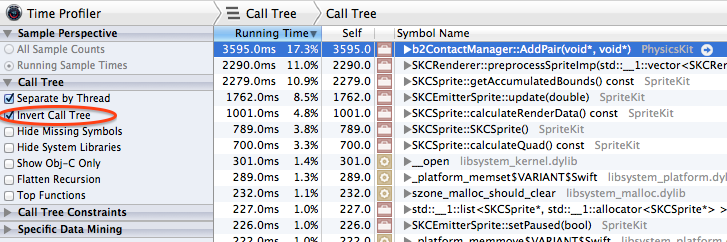 Time Profiler
Call Tree
Call Tree
Sample Perspective
All Sample Counts
Running Sample Times
Call Tree
Separate by Thread
Invert Call Tree
Hide Missing Symbols
Hide System Libraries
Show Obj-C Only
Flatten Recursion
Top Functions
Call Tree Constraints
Specific Data Mining
Running Time Self Symbol Name
3595.0ms 17.3% 3595.0 b2ContactManager::AddPair(void*, void*) PhysicsKit
2290.0ms 11.0% 2290.0 SKCRenderer::preprocessSpriteImp(std::__1::vector<SKCR
2279.0ms 10.9% 2279.0 SKCSprite::getAccumulatedBounds() const SpriteKit
1762.0ms 8.5% 1762.0 SKCEmitterSprite::update(double) SpriteKit
1001.0ms 4.8% 1001.0 SKCSprite::calculateRenderData() const SpriteKit
789.0ms 3.8% 789.0 SKCSprite::SKCSprite() SpriteKit
700.0ms 3.3% 700.0 SKCSprite::calculateQuad() const SpriteKit
301.0ms 1.4% 301.0 __open libsystem_kernel.dylib
289.0ms 1.3% 289.0 _platform_memset$VARIANT$Swift libsystem_platform.dylib
232.0ms 1.1% 232.0 szone_malloc_should_clear libsystem_malloc.dylib
227.0ms 1.0% 227.0 std::__1::list<SKCSprite*, std::__1::allocator<SKCSprite*> >
226.0ms 1.0% 226.0 SKCEmitterSprite::setPaused(bool) SpriteKit
222.0ms 1.0% 222.0 _platform_memmove$VARIANT$Swift libsystem_platform.dylib